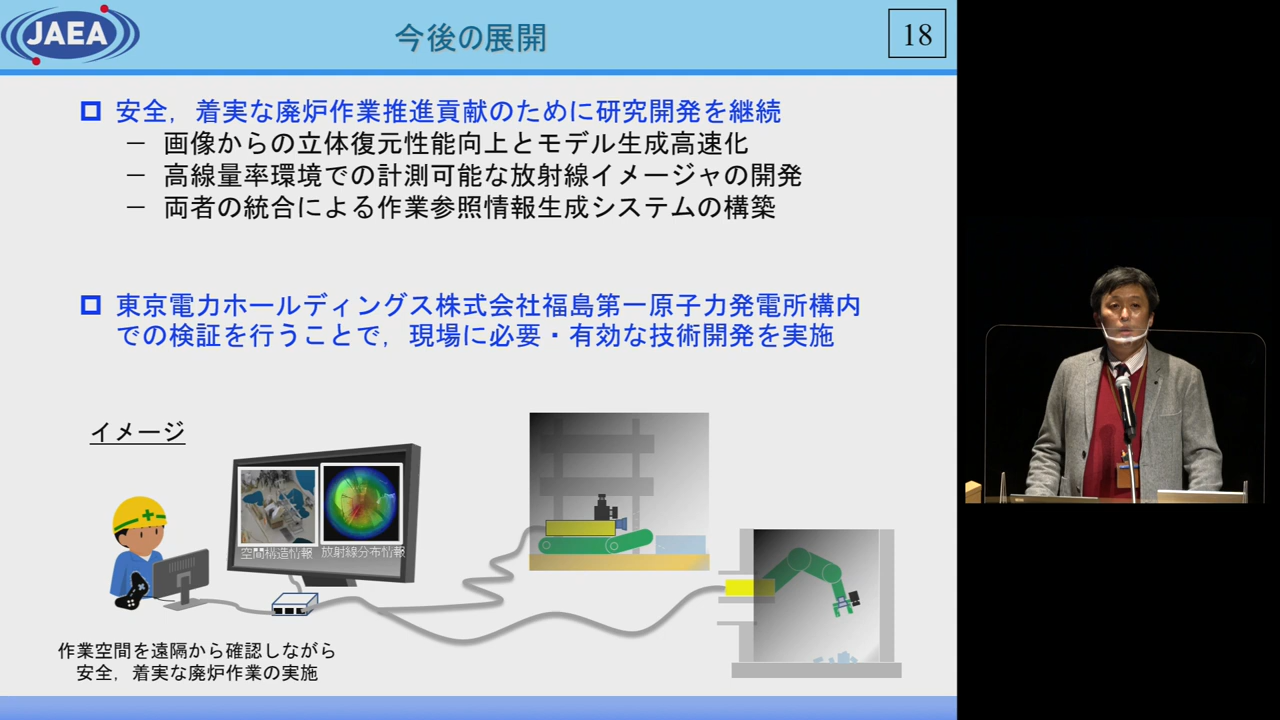 JAEA
今後の展開
18
安全，着実な廃炉作業推進貢献のために研究開発を継続
－ 画像からの立体復元性能向上とモデル生成高速化
－ 高線量率環境での計測可能な放射線イメージャの開発
－ 両者の統合による作業参照情報生成システムの構築
東京電力ホールディングス株式会社福島第一原子力発電所構内
での検証を行うことで，現場に必要・有効な技術開発を実施
イメージ
空間構造情報 放射線分布情報
作業空間を遠隔から確認しながら
安全，着実な廃炉作業の実施